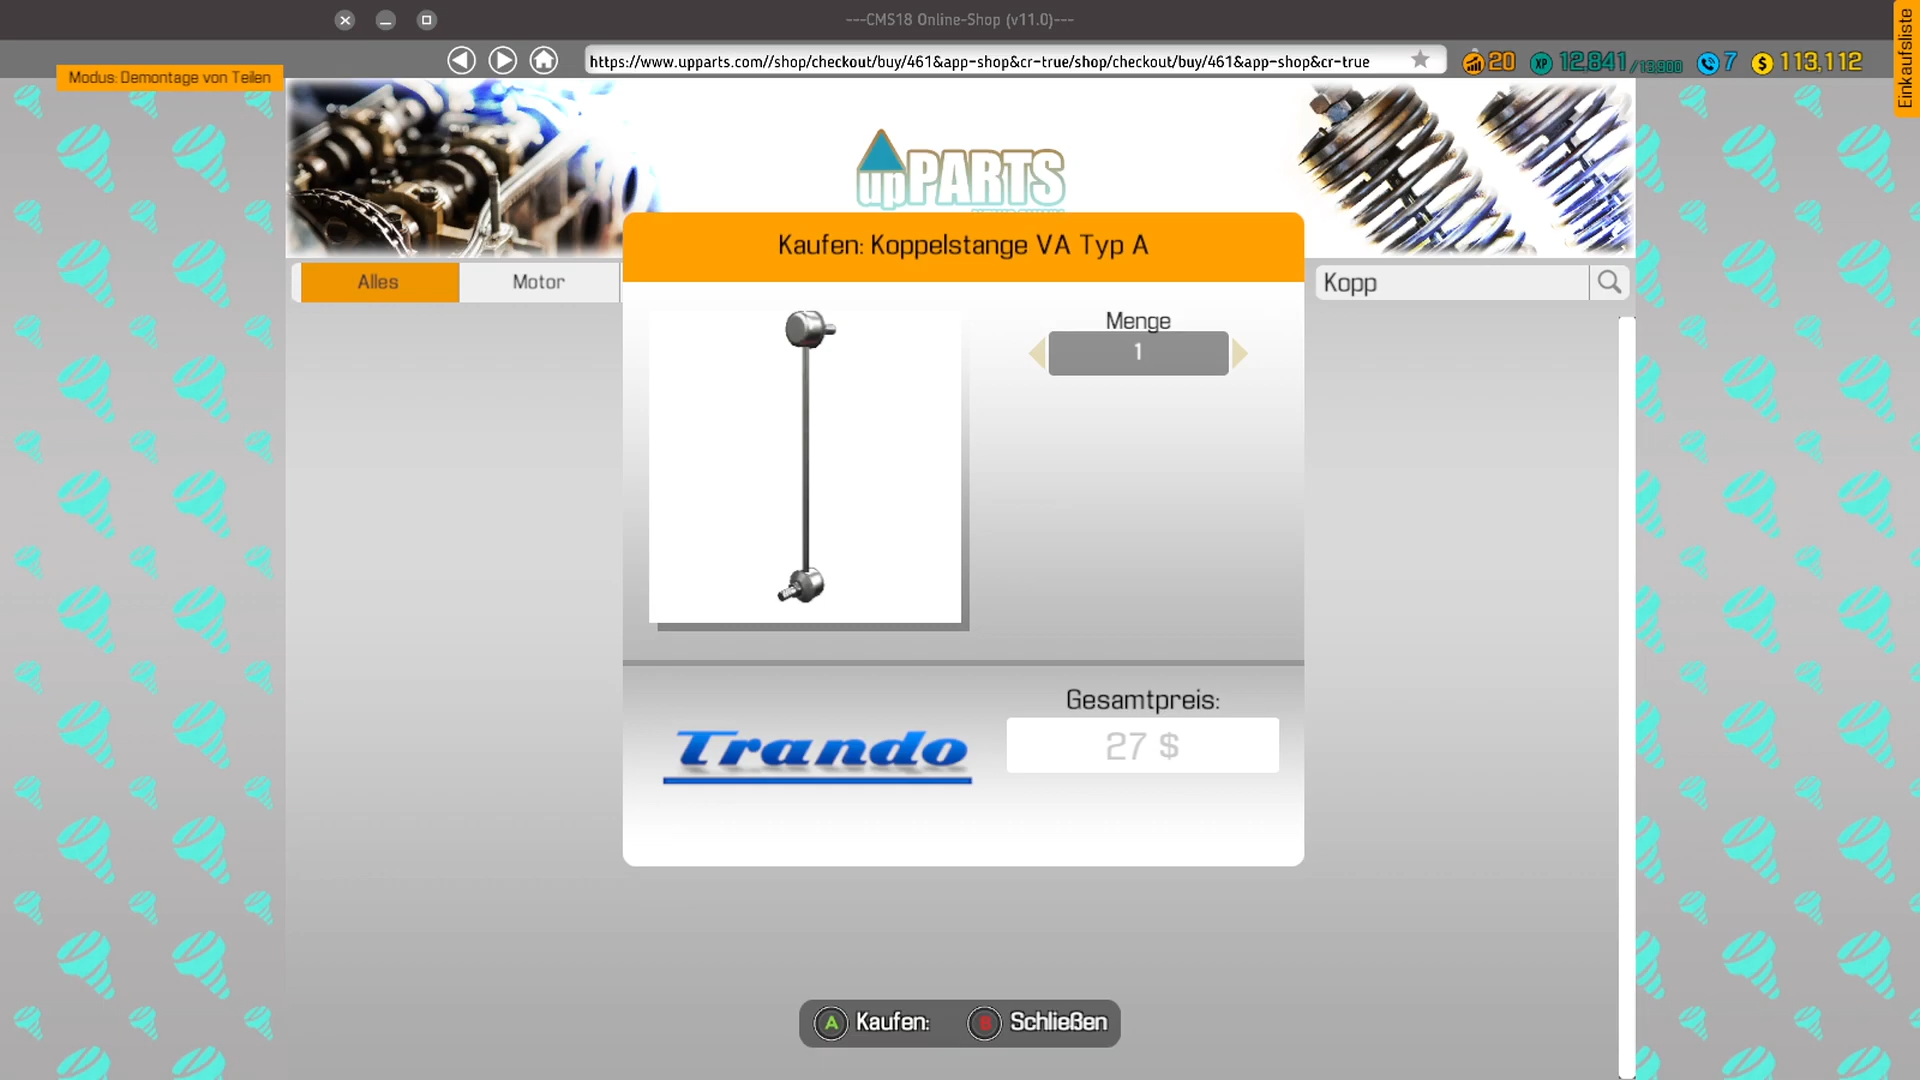 ---CMS18 Online-Shop (v11.0)---
Einkaufsliste
https://www.upparts.com//shop/checkout/buy/461&app-shop&cr-true/shop/checkout/buy/461&app-shop&cr-true
20
XP 12,841
7
$ 113,112
Modus: Demontage von Teilen
upPARTS
Kaufen: Koppelstange VA Typ A
Alles
Motor
Kopp
Menge
1
Gesamtpreis:
27 $
Trando
A Kaufen:
B Schließen